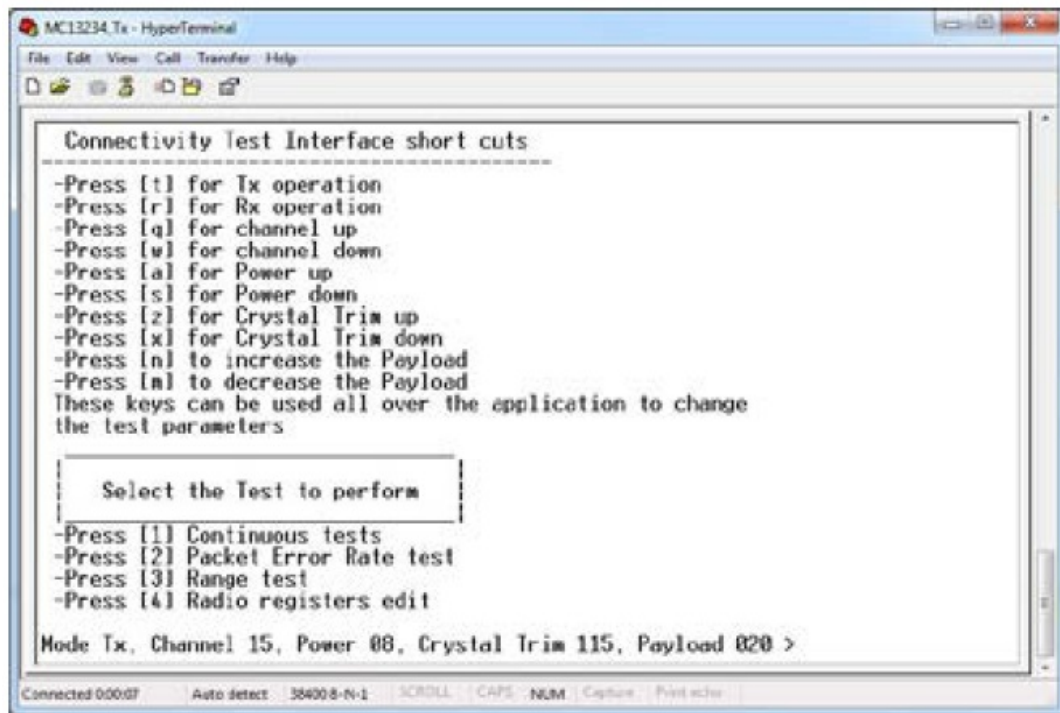 MC13234_Tx - HyperTerminal
File Edit View Call Transfer Help
Connectivity Test Interface short cuts
-Press [t] for Tx operation
-Press [r] for Rx operation
-Press [q] for channel up
-Press [w] for channel down
-Press [a] for Power up
-Press [s] for Power down
-Press [z] for Crystal Trim up
-Press [x] for Crystal Trim down
-Press [n] to increase the Payload
-Press [m] to decrease the Payload
These keys can be used all over the application to change
the test parameters
Select the Test to perform
-Press [1] Continuous tests
-Press [2] Packet Error Rate test
-Press [3] Range test
-Press [4] Radio registers edit
Mode Tx, Channel 15, Power 08, Crystal Trim 115, Payload 020 >
Connected 0:00:07 Auto detect 38400 8-N-1 SCROLL CAPS NUM Capture Print echo